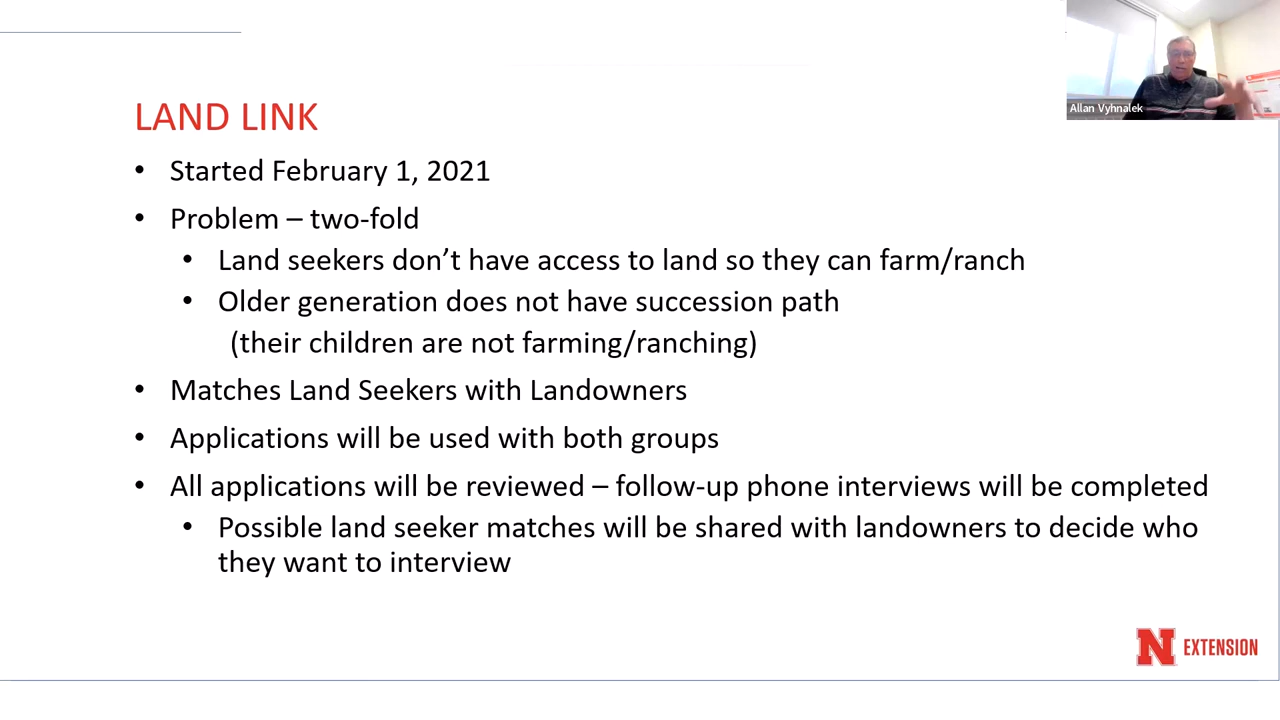 Allan Vyhnalek
LAND LINK
• Started February 1, 2021
• Problem – two-fold
• Land seekers don’t have access to land so they can farm/ranch
• Older generation does not have succession path
(their children are not farming/ranching)
• Matches Land Seekers with Landowners
• Applications will be used with both groups
• All applications will be reviewed – follow-up phone interviews will be completed
• Possible land seeker matches will be shared with landowners to decide who
they want to interview
N EXTENSION